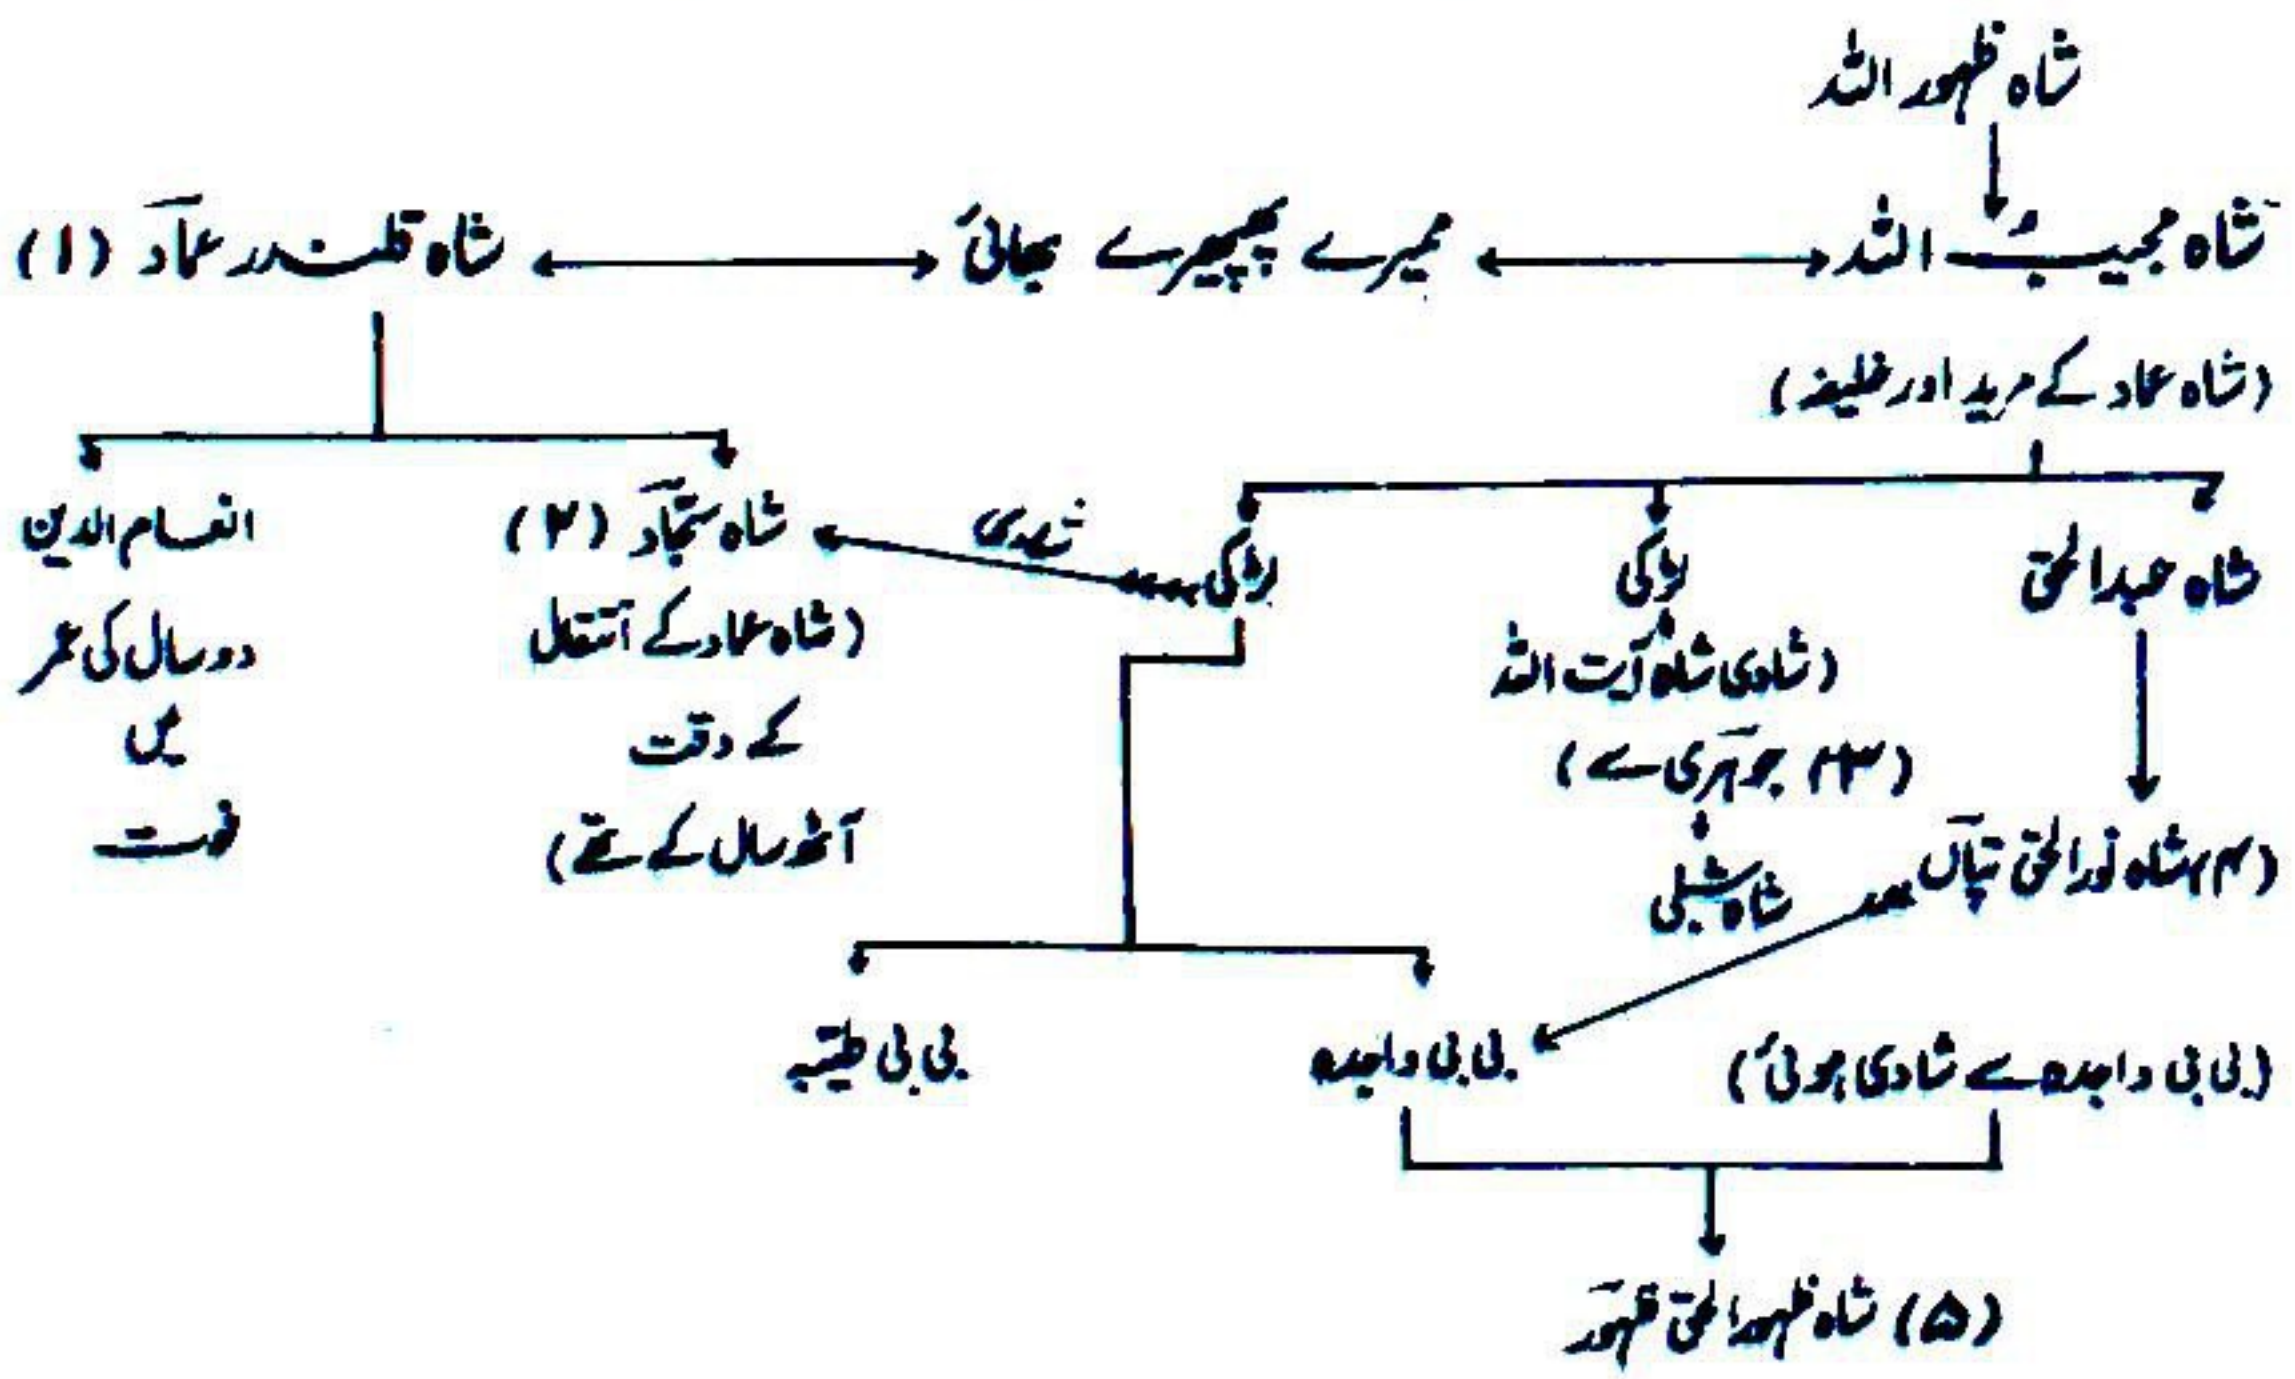 شاہ ظہور اللہ
شاہ مجیب اللہ
ممیرے پھپھیرے بھائی
شاہ قلندر عمادؔ (۱)
(شاہ عماد کے مرید اور خلیفہ)
شاہ عبدالحق
لڑکی
لڑکی
شادی
شاہ سجادؔ (۲)
انعام الدین
(شادی شاہ آیت اللہ
(۳) جوہرؔی سے)
(شاہ عماد کے انتقال
کے وقت
آٹھ سال کے تھے)
دو سال کی عمر
میں
فوت
(۴) شاہ نورالحق تپاںؔ
شاہ شبلی
(بی بی واجدہ سے شادی ہوئی)
بی بی واجدہ
بی بی طیبہ
(۵) شاہ ظہورالحق ظہورؔ